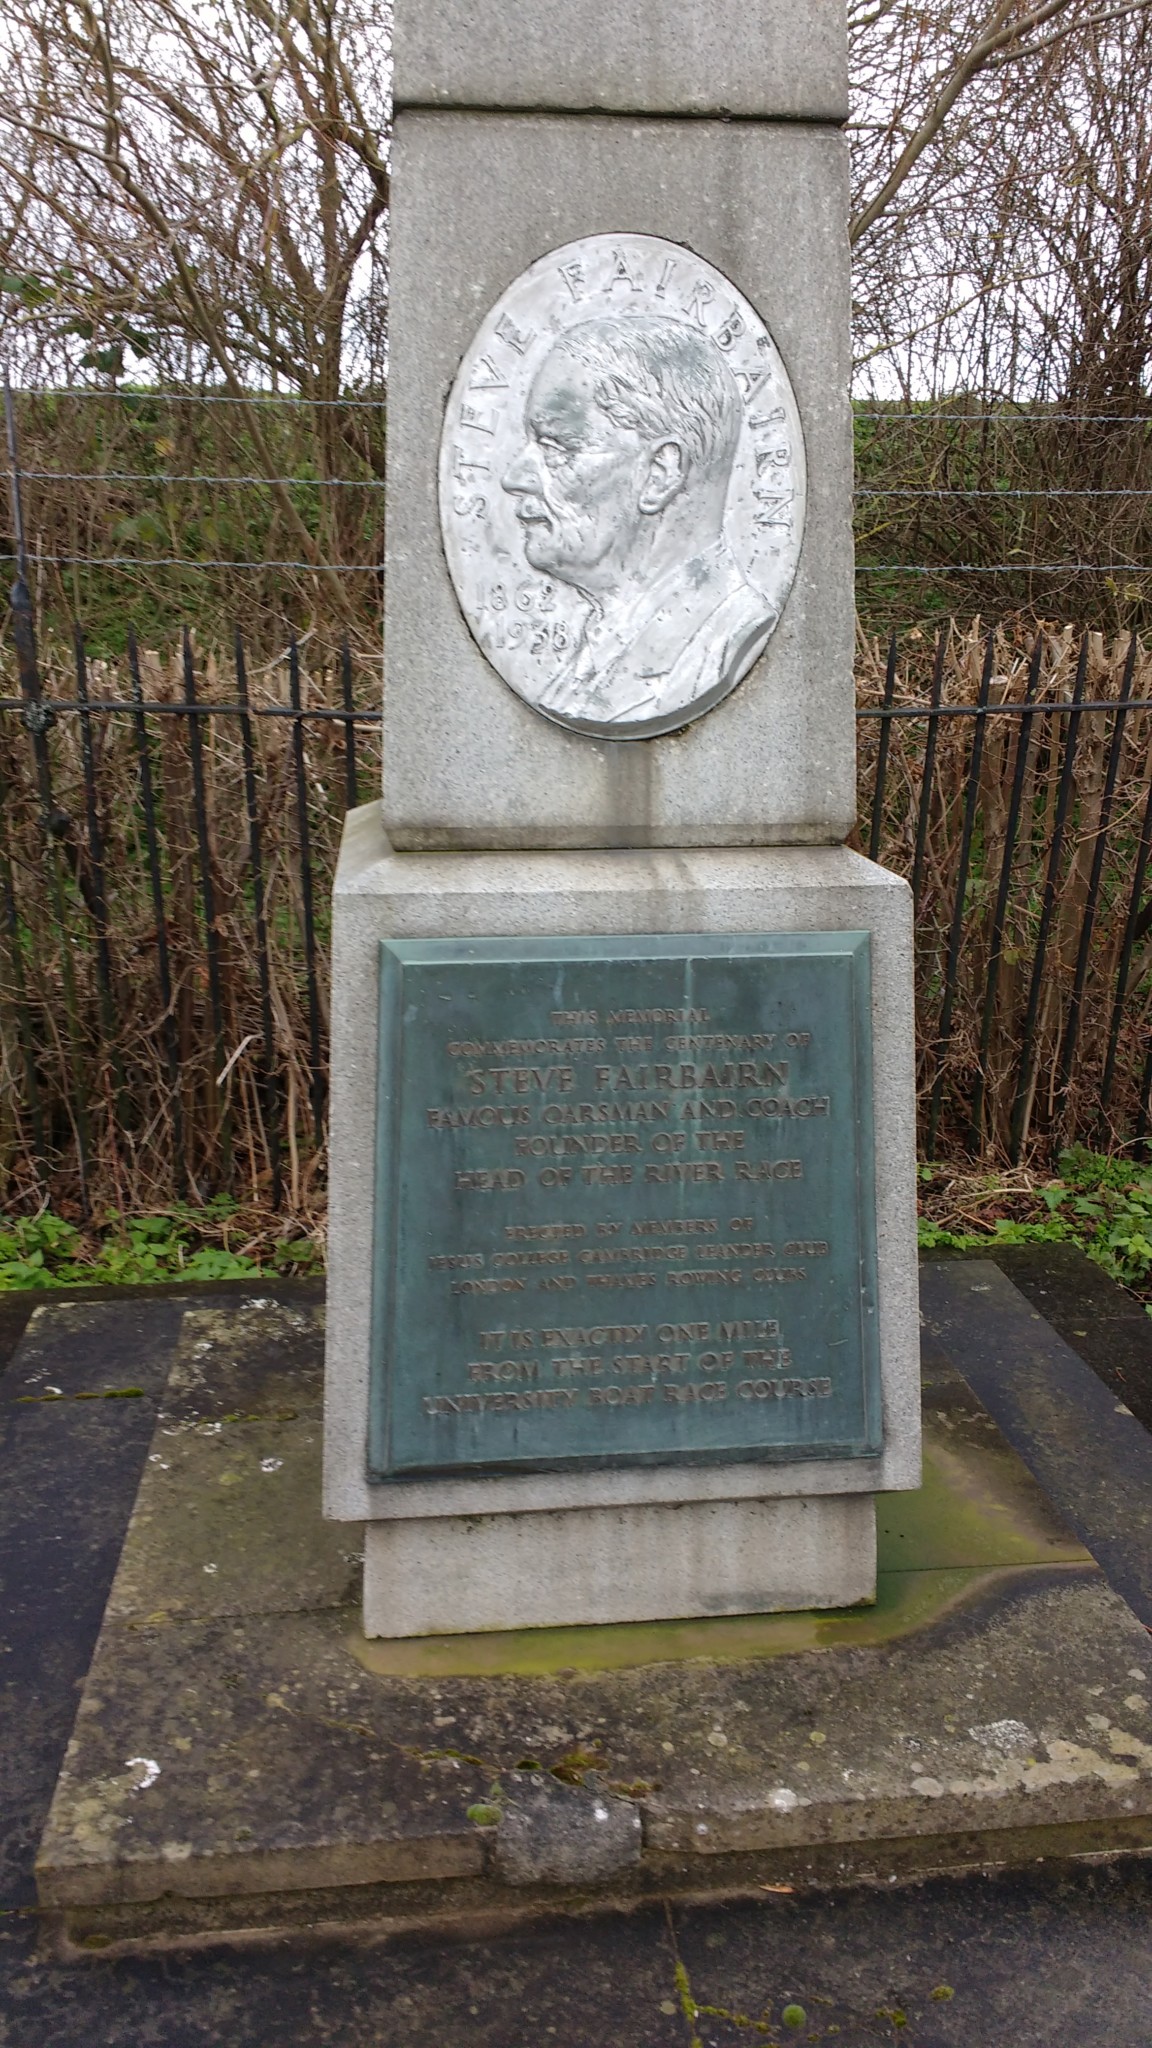 STEVE FAIRBAIRN
1862
1938
THIS MEMORIAL
COMMEMORATES THE CENTENARY OF
STEVE FAIRBAIRN
FAMOUS OARSMAN AND COACH
FOUNDER OF THE
HEAD OF THE RIVER RACE
ERECTED BY MEMBERS OF
JESUS COLLEGE CAMBRIDGE LEANDER CLUB
LONDON AND THAMES ROWING CLUBS
IT IS EXACTLY ONE MILE
FROM THE START OF THE
UNIVERSITY BOAT RACE COURSE